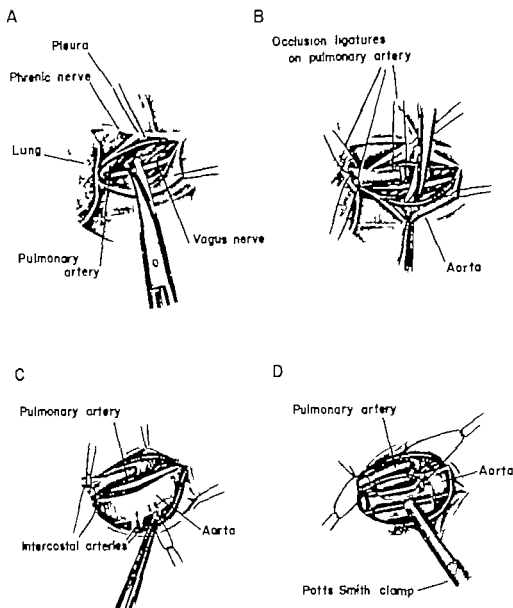 A
Pleura
Phrenic nerve
Lung
Vagus nerve
Pulmonary
artery
B
Occlusion ligatures
on pulmonary artery
Aorta
C
Pulmonary artery
Aorta
Intercostal arteries
D
Pulmonary artery
Aorta
Potts Smith clamp